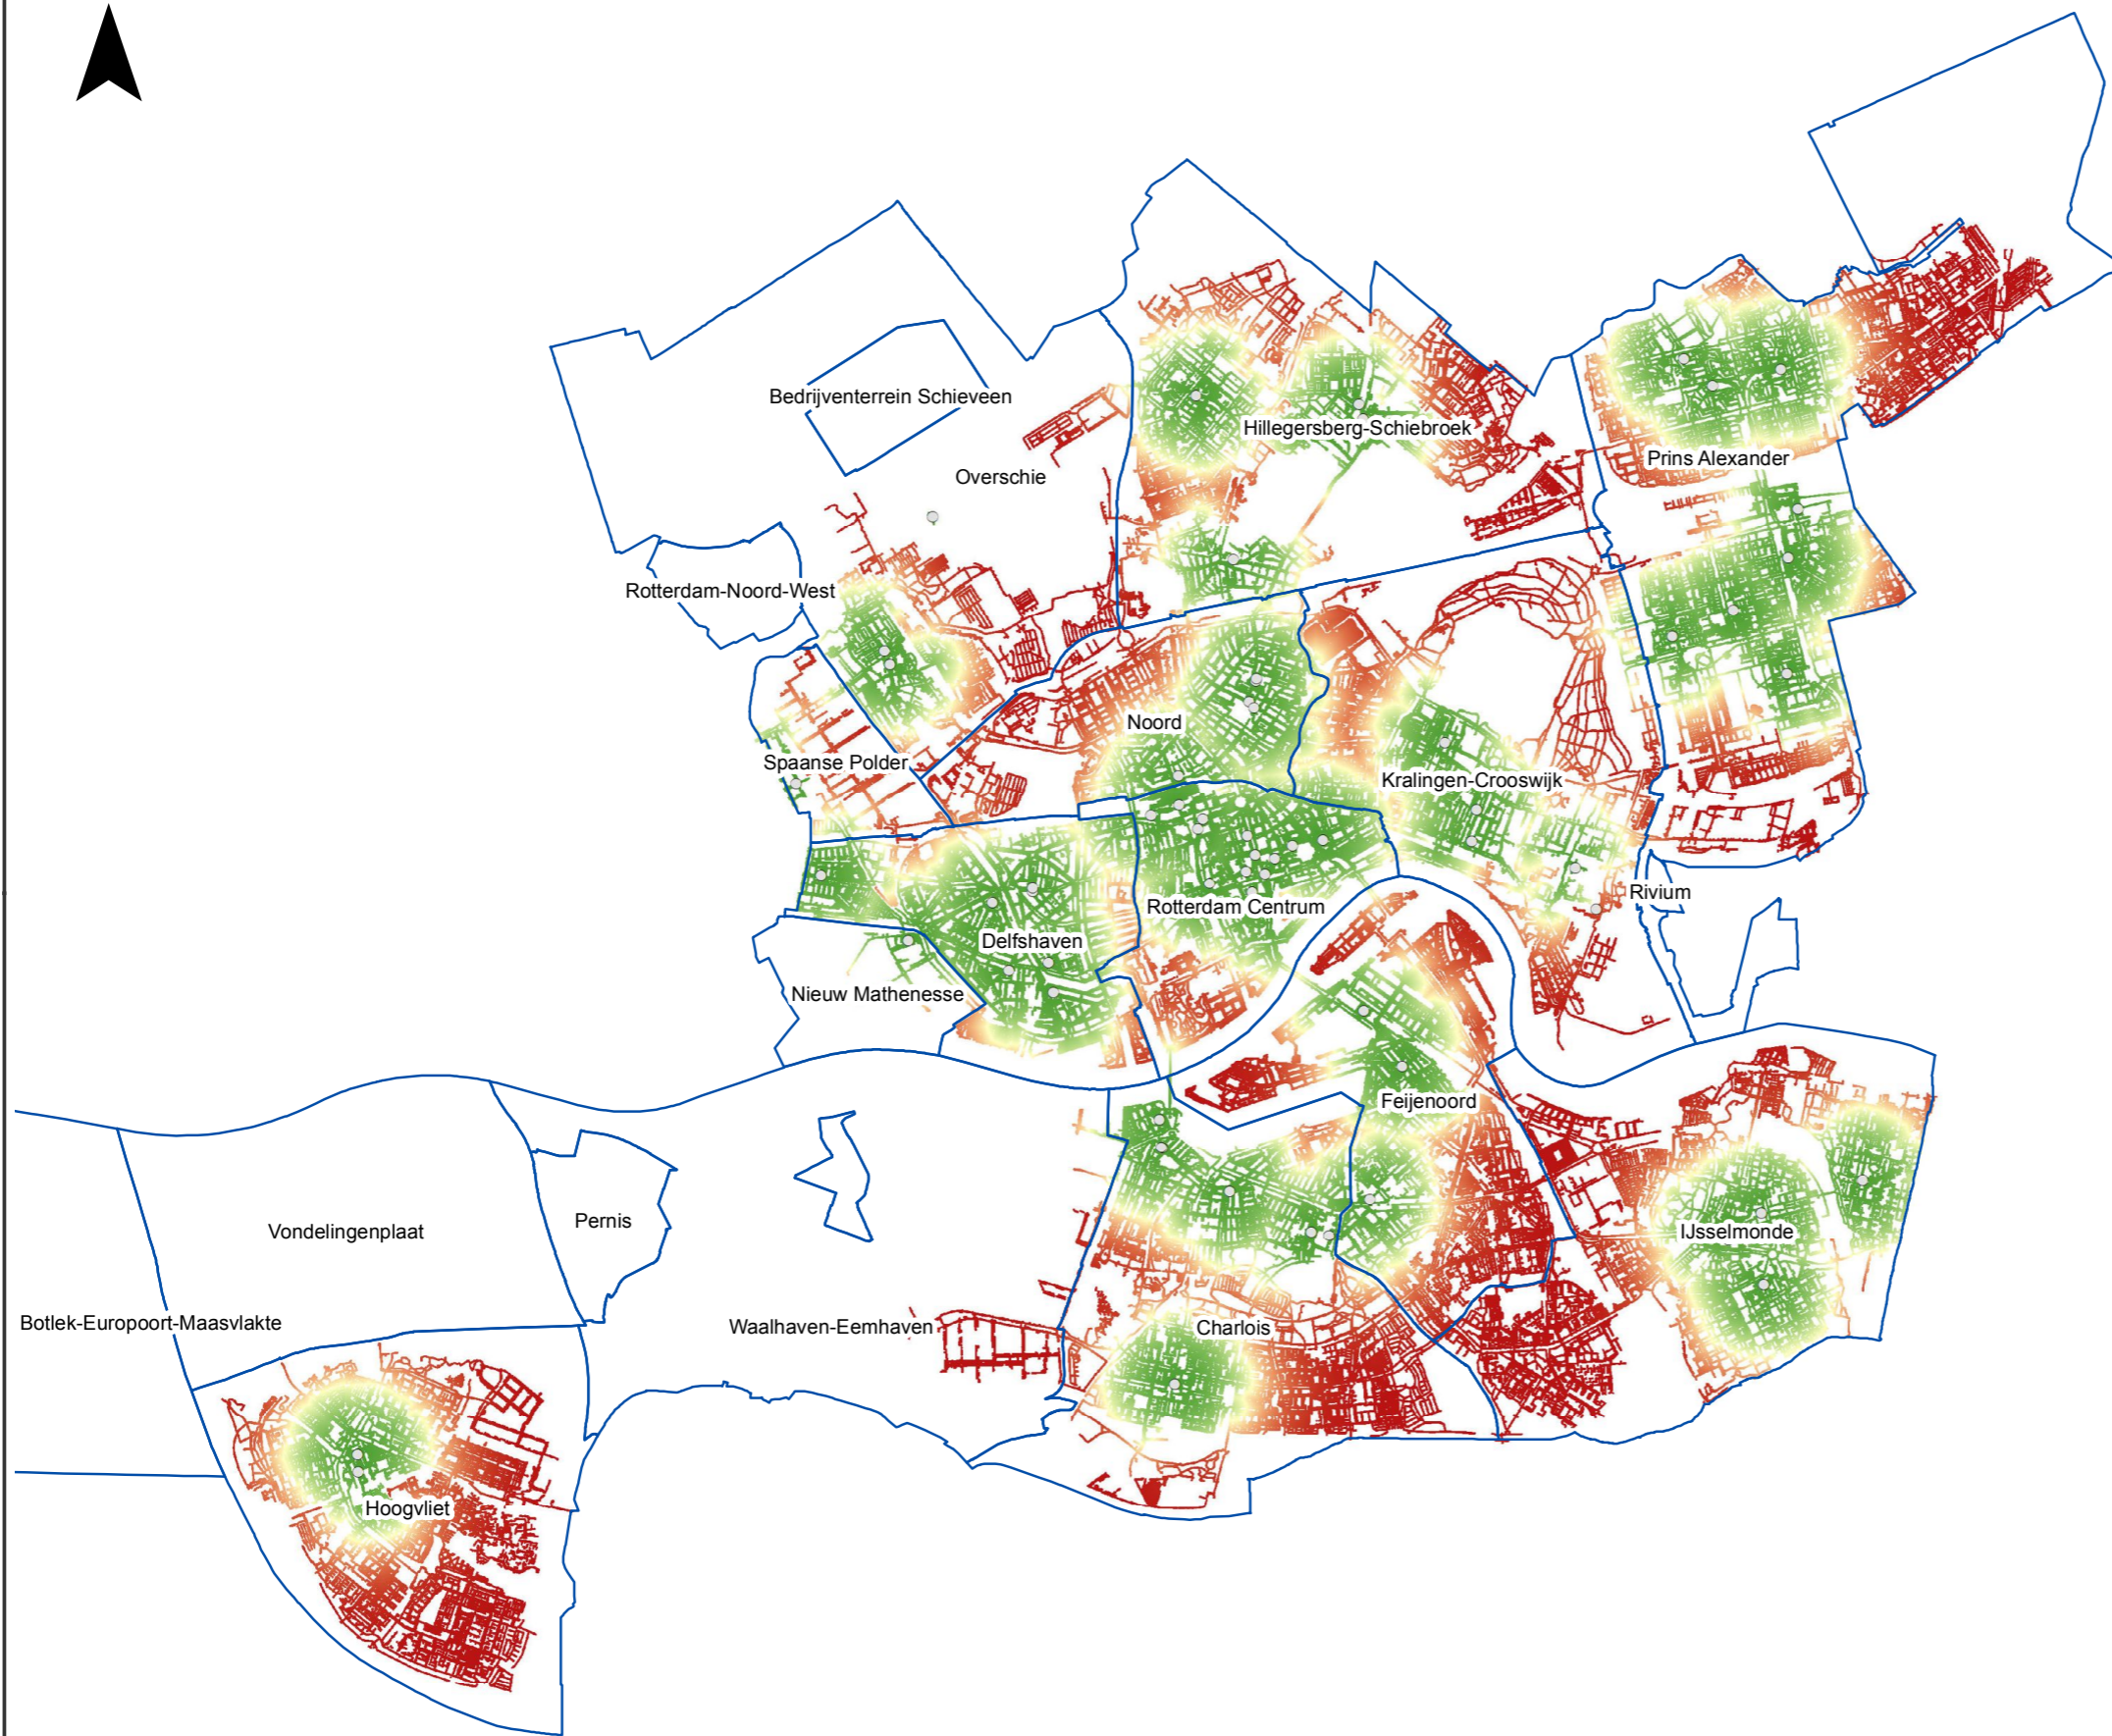 Bedrijventerrein Schieveen
Hillegersberg-Schiebroek
Prins Alexander
Overschie
Rotterdam-Noord-West
Noord
Spaanse Polder
Kralingen-Crooswijk
Rivium
Rotterdam Centrum
Delfshaven
Nieuw Mathenesse
Feijenoord
Pernis
Vondelingenplaat
IJsselmonde
Botlek-Europoort-Maasvlakte
Waalhaven-Eemhaven
Charlois
Hoogvliet